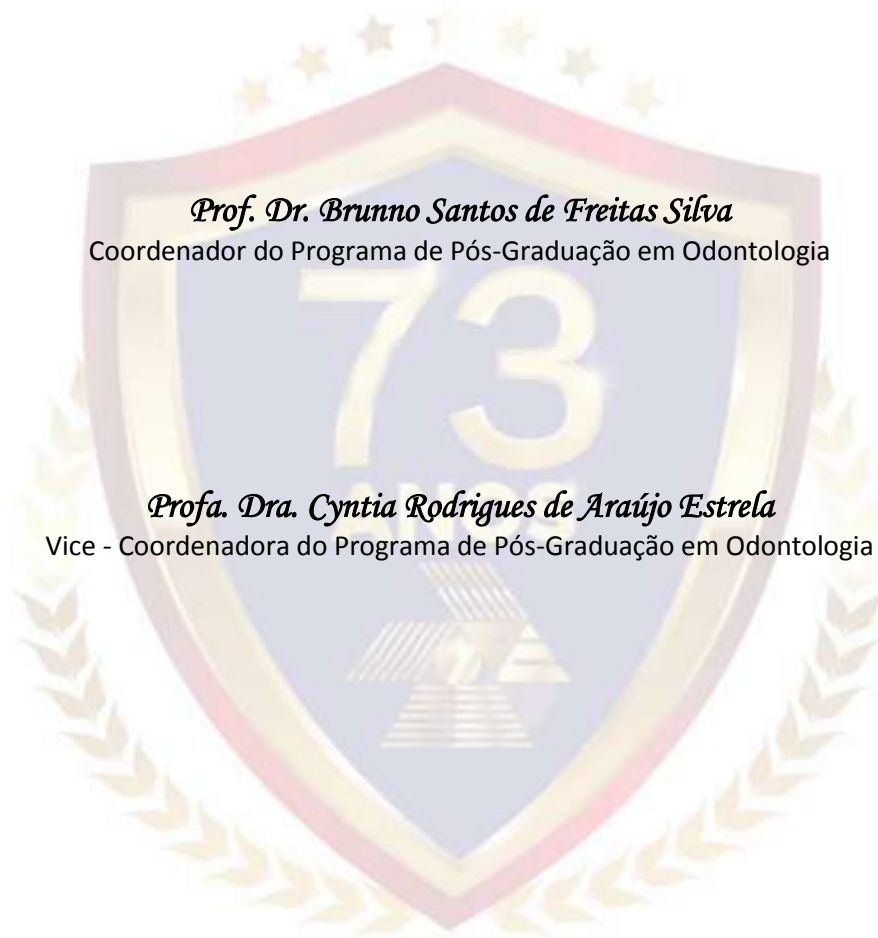 Prof. Dr. Brunno Santos de Freitas Silva
Coordenador do Programa de Pós-Graduação em Odontologia
73
ANOS
Profa. Dra. Cyntia Rodrigues de Araújo Estrela
Vice - Coordenadora do Programa de Pós-Graduação em Odontologia